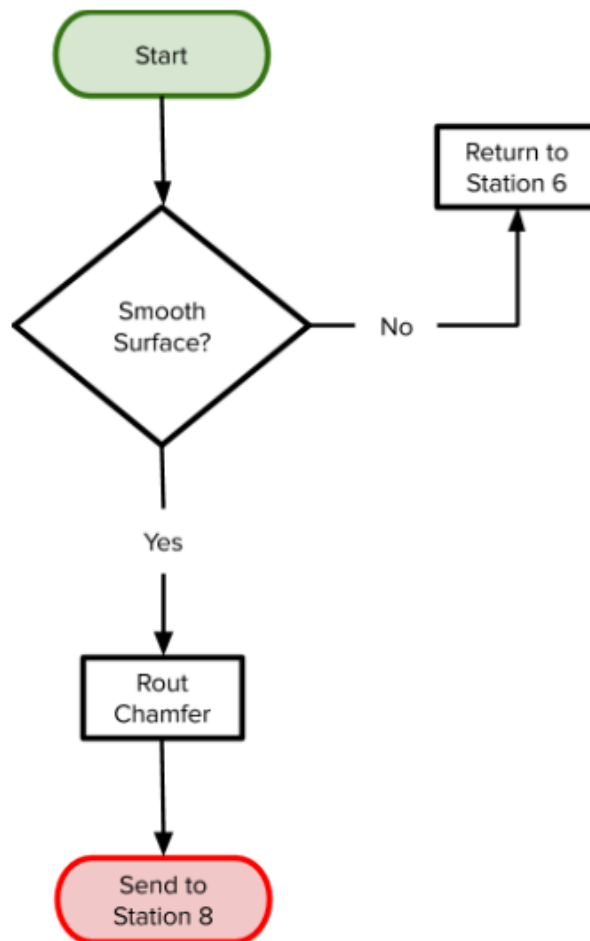 Start
Return to
Station 6
Smooth
Surface?
No
Yes
Rout
Chamfer
Send to
Station 8